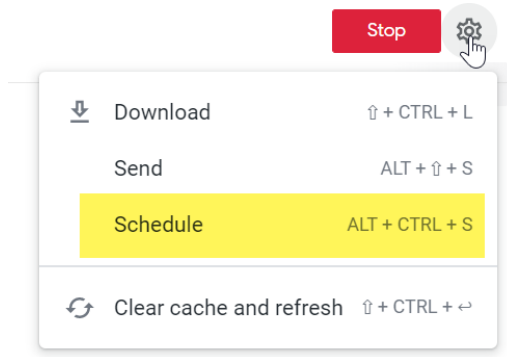 Stop
Download ⇧ + CTRL + L
Send ALT + ⇧ + S
Schedule ALT + CTRL + S
Clear cache and refresh ⇧ + CTRL + ↩